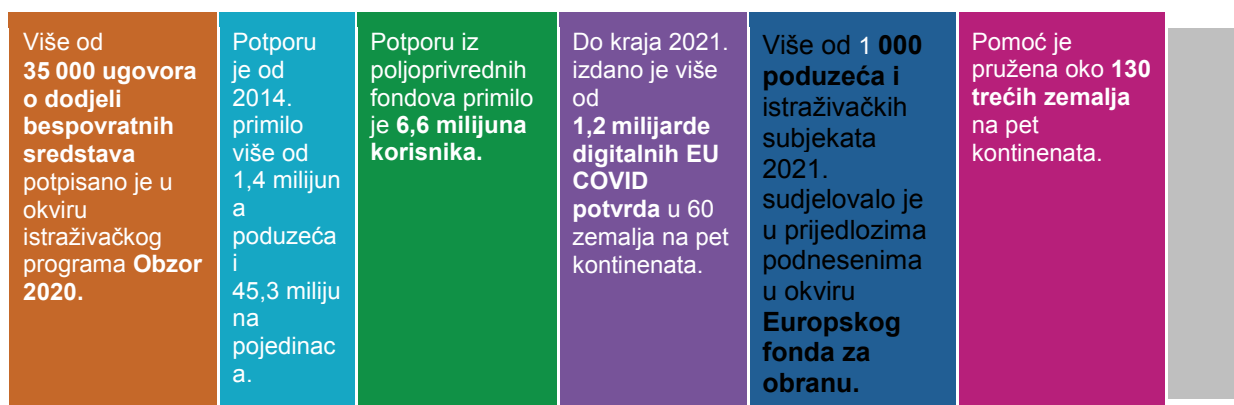 Više od
35 000 ugovora
o dodjeli
bespovratnih
sredstava
potpisano je u
okviru
istraživačkog
programa Obzor
2020.
Potporu
je od
2014.
primilo
više od
1,4 milijun
a
poduzeća
i
45,3 miliju
na
pojedinac
a.
Potporu iz
poljoprivrednih
fondova primilo
je 6,6 milijuna
korisnika.
Do kraja 2021.
izdano je više
od
1,2 milijarde
digitalnih EU
COVID
potvrda u 60
zemalja na pet
kontinenata.
Više od 1 000
poduzeća i
istraživačkih
subjekata
2021.
sudjelovalo je
u prijedlozima
podnesenima
u okviru
Europskog
fonda za
obranu.
Pomoć je
pružena oko 130
trećih zemalja
na pet
kontinenata.